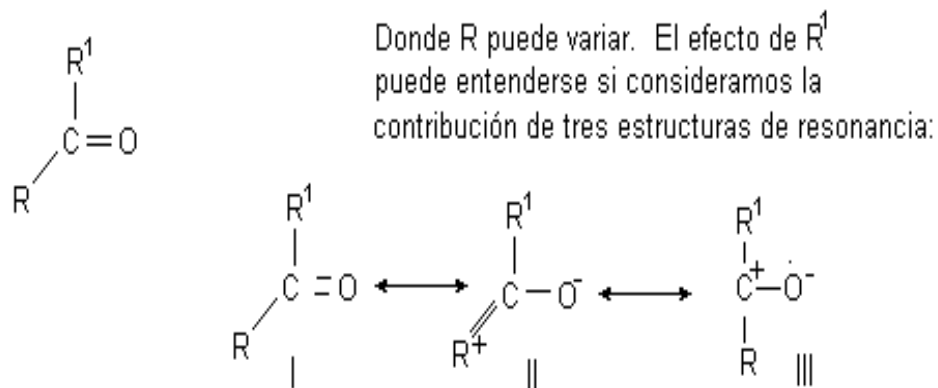 Donde R puede variar. El efecto de R¹
puede entenderse si consideramos la
contribución de tres estructuras de resonancia:
R¹
C=O
R
R¹
C=O
R
I
R¹
C-O⁻
R⁺
II
R¹
C⁺-O⁻
R
III